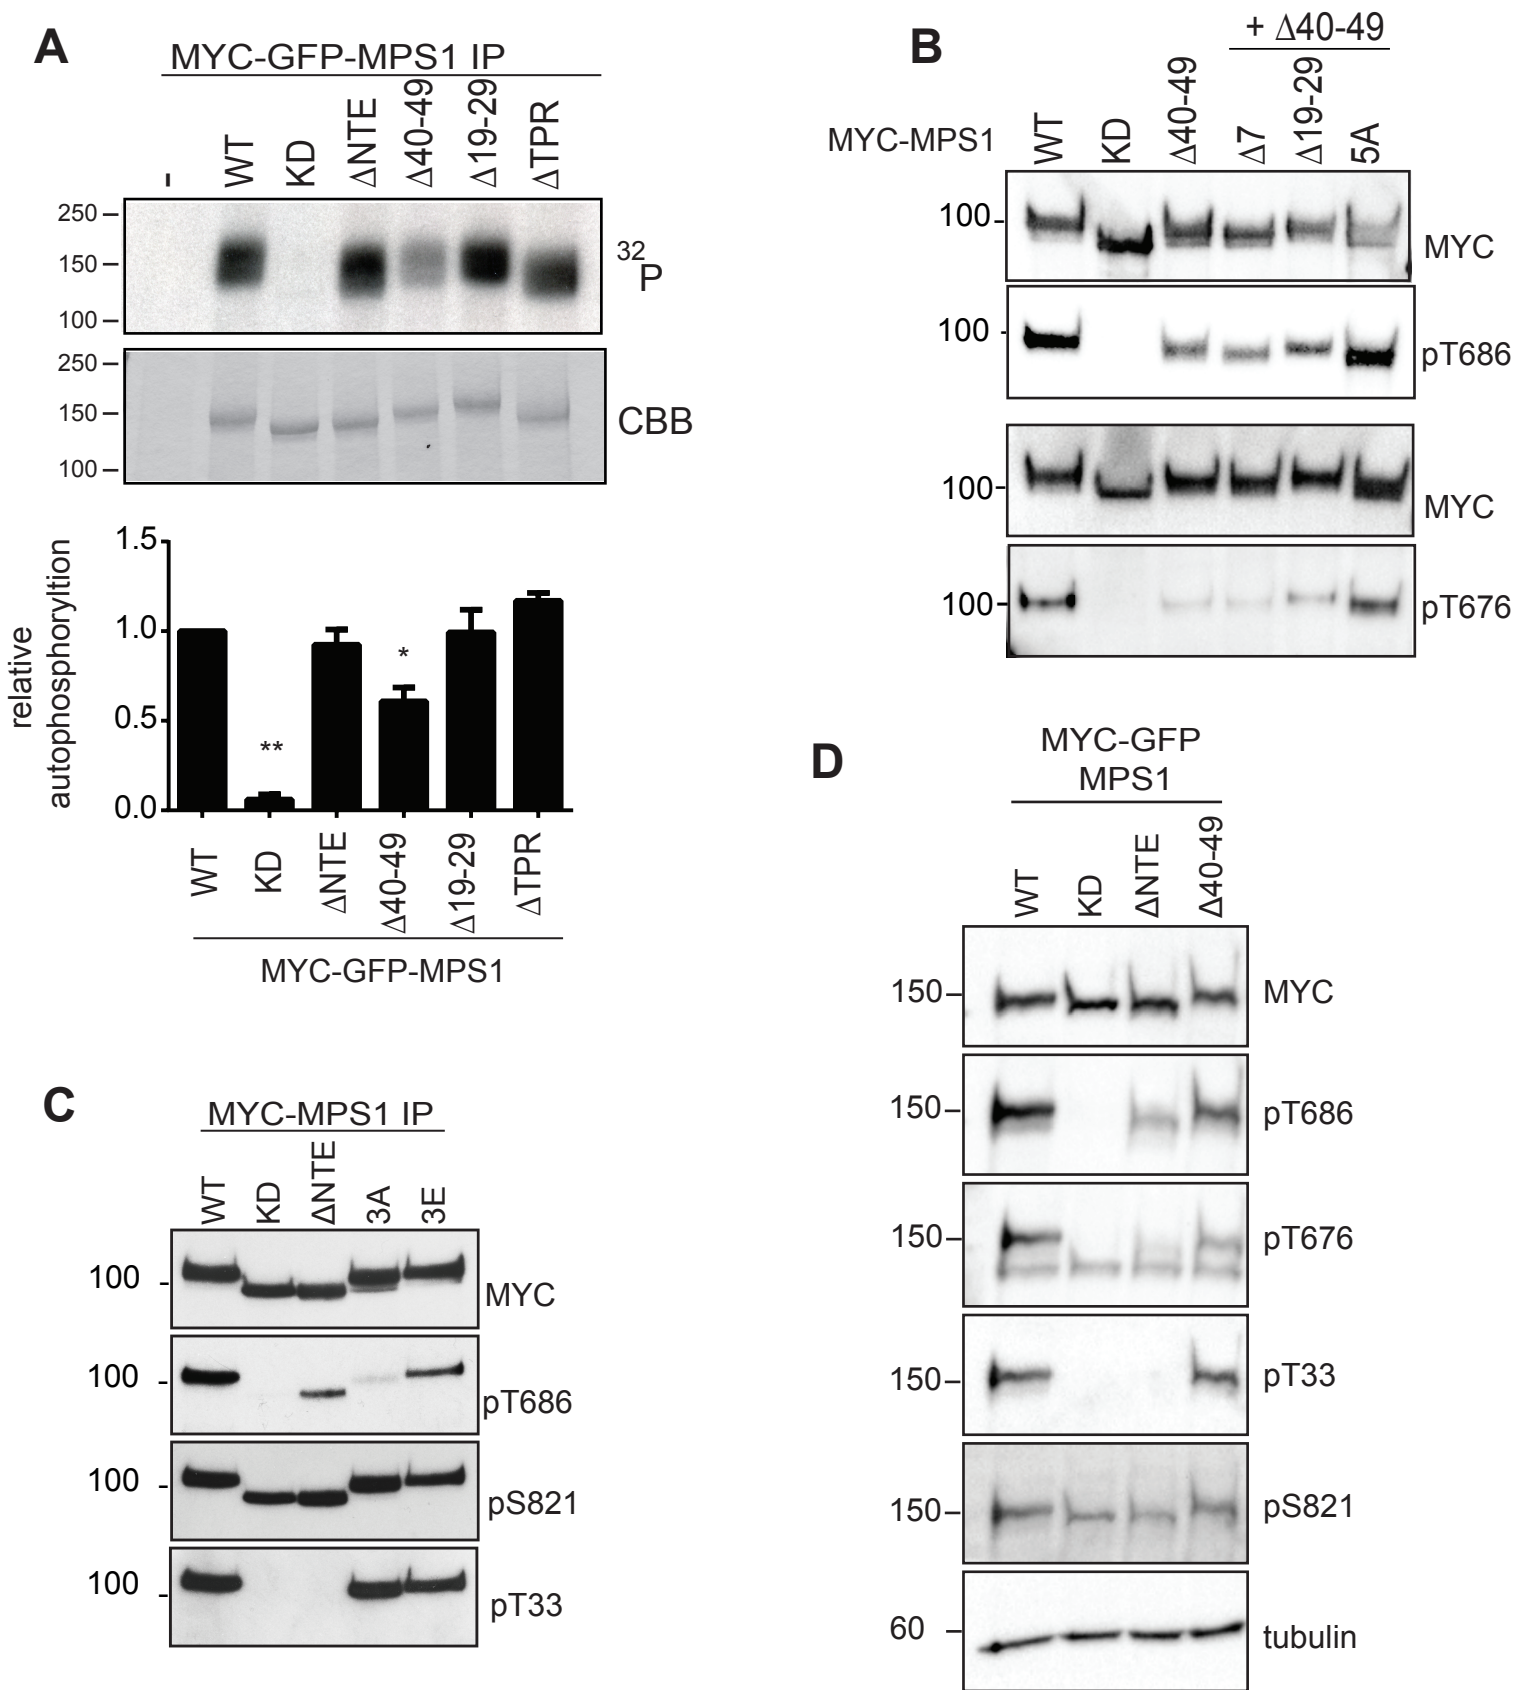 A
MYC-GFP-MPS1 IP
-
WT
KD
ΔNTE
Δ40-49
Δ19-29
ΔTPR
250
150
100
32P
250
150
100
CBB
relative
autophosphoryltion
1.5
1.0
0.5
0.0
**
*
WT
KD
ΔNTE
Δ40-49
Δ19-29
ΔTPR
MYC-GFP-MPS1
B
+ Δ40-49
MYC-MPS1
WT
KD
Δ40-49
Δ7
Δ19-29
5A
100
MYC
100
pT686
100
MYC
100
pT676
C
MYC-MPS1 IP
WT
KD
ΔNTE
3A
3E
100
MYC
100
pT686
100
pS821
100
pT33
D
MYC-GFP
MPS1
WT
KD
ΔNTE
Δ40-49
150
MYC
150
pT686
150
pT676
150
pT33
150
pS821
60
tubulin